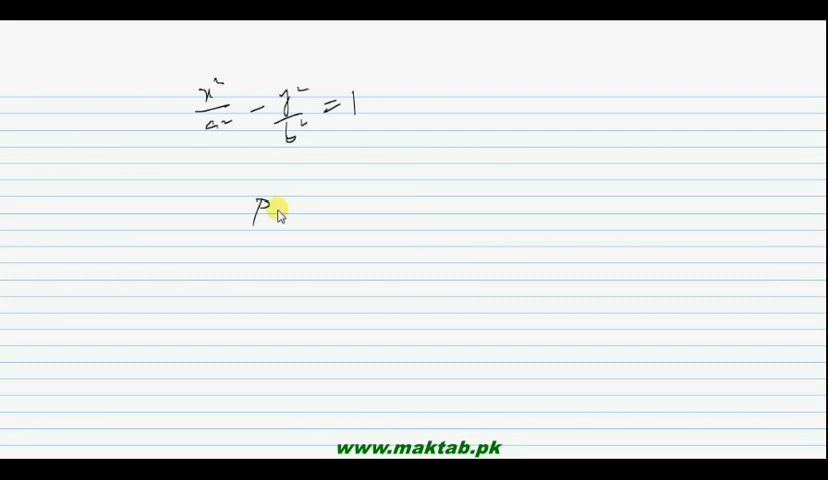 x²/a² - y²/b² = 1
P
www.maktab.pk